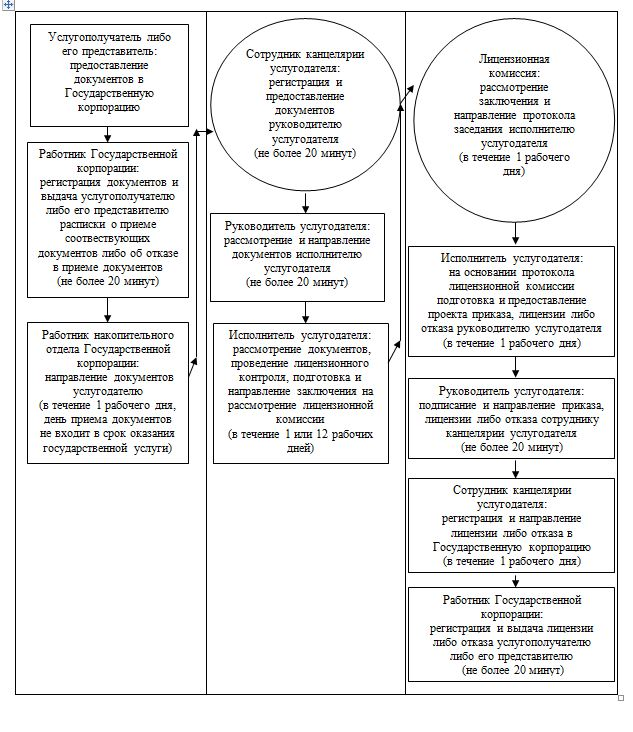 Услугополучатель либо
его представитель:
предоставление
документов в
Государственную
корпорацию
Работник Государственной
корпорации:
регистрация документов и
выдача услугополучателю
либо его представителю
расписки о приеме
соотвествующих
документов либо об отказе
в приеме документов
(не более 20 минут)
Работник накопительного
отдела Государственной
корпорации:
направление документов
услугодателю
(в течение 1 рабочего дня,
день приема документов
не входит в срок оказания
государственной услуги)
Сотрудник канцелярии
услугодателя:
регистрация и
предоставление
документов
руководителю
услугодателя
(не более 20 минут)
Руководитель услугодателя:
рассмотрение и направление
документов исполнителю
услугодателя
(не более 20 минут)
Исполнитель услугодателя:
рассмотрение документов,
проведение лицензионного
контроля, подготовка и
направление заключения на
рассмотрение лицензионной
комиссии
(в течение 1 или 12 рабочих
дней)
Лицензионная
комиссия:
рассмотрение
заключения и
направление протокола
заседания исполнителю
услугодателя
(в течение 1 рабочего
дня)
Исполнитель услугодателя:
на основании протокола
лицензионной комиссии
подготовка и предоставление
проекта приказа, лицензии либо
отказа руководителю услугодателя
(в течение 1 рабочего дня)
Руководитель услугодателя:
подписание и направление приказа,
лицензии либо отказа сотруднику
канцелярии услугодателя
(не более 20 минут)
Сотрудник канцелярии
услугодателя:
регистрация и направление
лицензии либо отказа в
Государственную корпорацию
(в течение 1 рабочего дня)
Работник Государственной
корпорации:
регистрация и выдача лицензии
либо отказа услугополучателю
либо его представителю
(не более 20 минут)